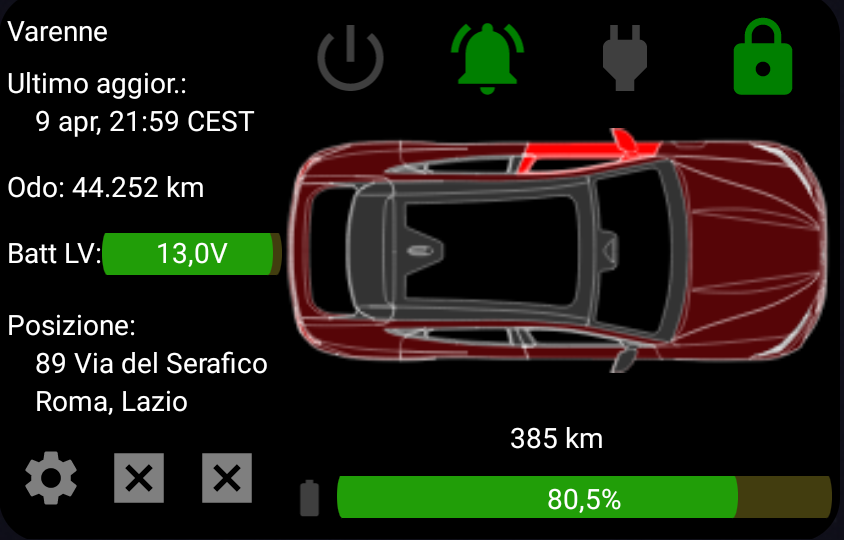 Varenne
Ultimo aggior.:
9 apr, 21:59 CEST
Odo: 44.252 km
Batt LV: 13,0V
Posizione:
89 Via del Serafico
Roma, Lazio
385 km
80,5%